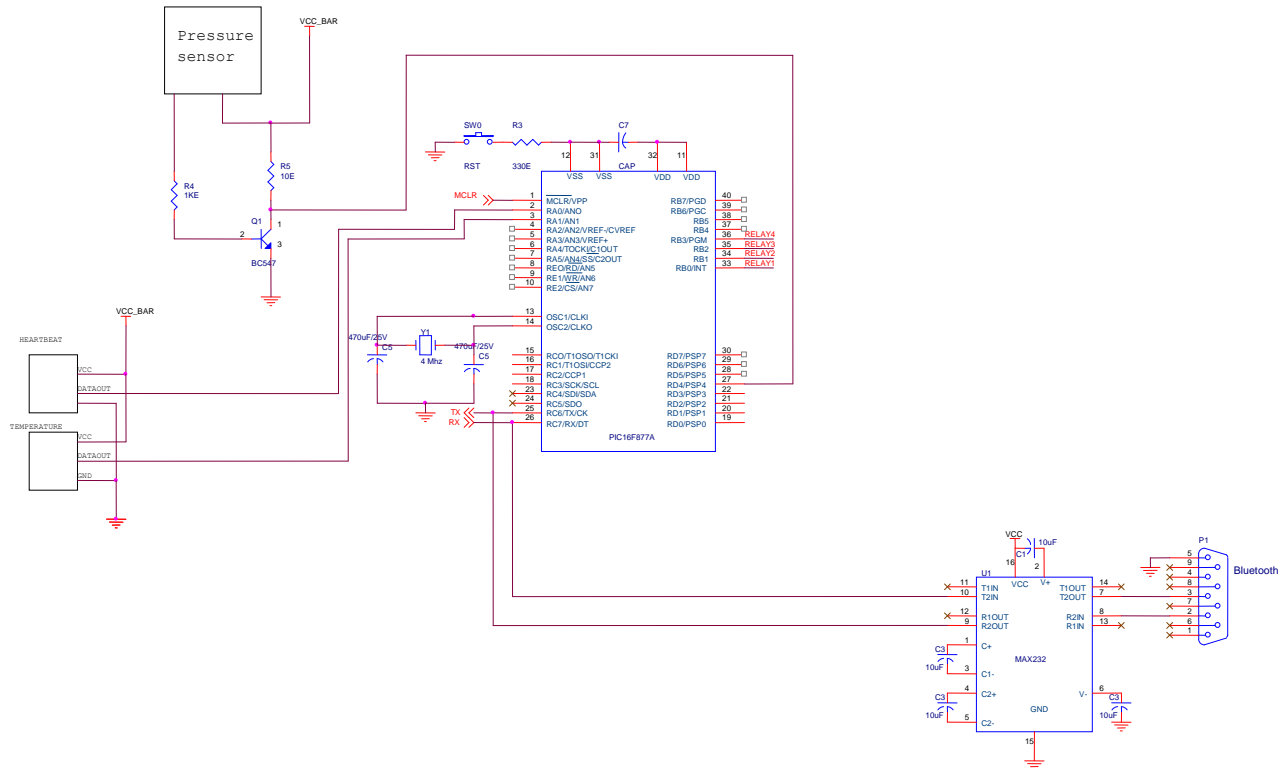 Pressure
sensor
VCC_BAR
R4
1KE
R5
10E
Q1
1
2
3
BC547
SW0
RST
R3
330E
C7
CAP
12
31
32
11
VSS
VSS
VDD
VDD
MCLR
1 MCLR/VPP
2 RA0/ANO
3 RA1/AN1
4 RA2/AN2/VREF-/CVREF
5 RA3/AN3/VREF+
6 RA4/TOCKI/C1OUT
7 RA5/AN4/SS/C2OUT
8 REO/RD/AN5
9 RE1/WR/AN6
10 RE2/CS/AN7
13 OSC1/CLKI
14 OSC2/CLKO
15 RCO/T1OSO/T1CKI
16 RC1/T1OSI/CCP2
17 RC2/CCP1
18 RC3/SCK/SCL
23 RC4/SDI/SDA
24 RC5/SDO
25 RC6/TX/CK
26 RC7/RX/DT
TX
RX
RB7/PGD 40
RB6/PGC 39
RB5 38
RB4 37
RB3/PGM 36 RELAY4
RB2 35 RELAY3
RB1 34 RELAY2
RB0/INT 33 RELAY1
RD7/PSP7 30
RD6/PSP6 29
RD5/PSP5 28
RD4/PSP4 27
RD3/PSP3 22
RD2/PSP2 21
RD1/PSP1 20
RD0/PSP0 19
PIC16F877A
470uF/25V
C5
Y1
4 Mhz
470uF/25V
C5
VCC_BAR
HEARTBEAT
VCC
DATAOUT
TEMPERATURE
VCC
DATAOUT
GND
VCC
C1
10uF
16
2
U1
VCC
V+
11 T1IN
10 T2IN
12 R1OUT
9 R2OUT
1 C+
3 C1-
4 C2+
5 C2-
C3
10uF
C3
10uF
T1OUT 14
T2OUT 7
R2IN 8
R1IN 13
MAX232
V- 6
C3
10uF
GND
15
P1
5
9
4
8
3
7
2
6
1
Bluetooth